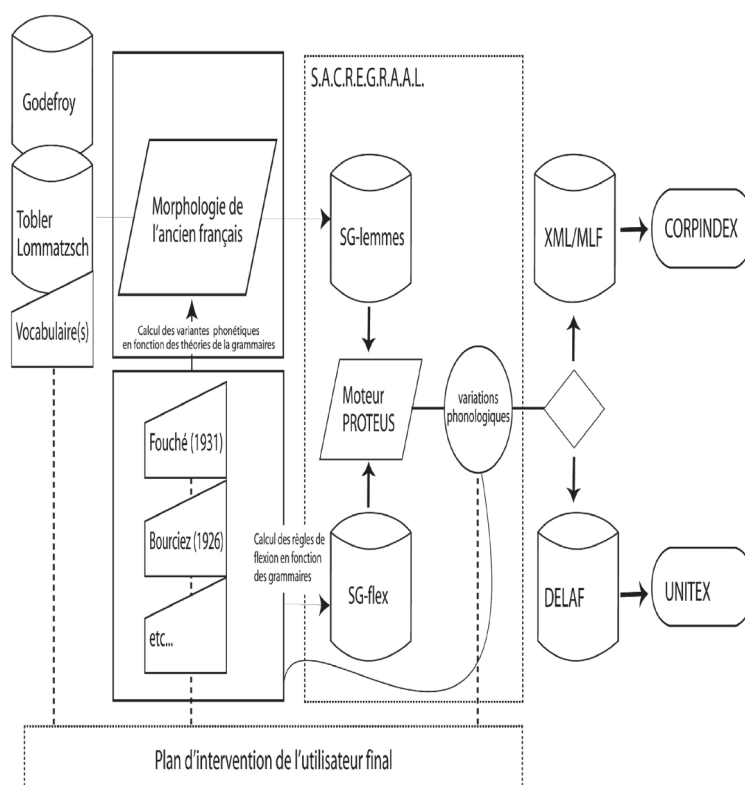 Godefroy
Tobler
Lommatzsch
Vocabulaire(s)
Morphologie de
l'ancien français
Calcul des variantes phonétiques
en fonction des théories de la grammaires
Fouché (1931)
Bourciez (1926)
etc...
Calcul des règles de
flexion en fonction
des grammaires
S.A.C.R.E.G.R.A.A.L.
SG-lemmes
Moteur
PROTEUS
variations
phonologiques
SG-flex
XML/MLF
CORPINDEX
DELAF
UNITEX
Plan d'intervention de l'utilisateur final